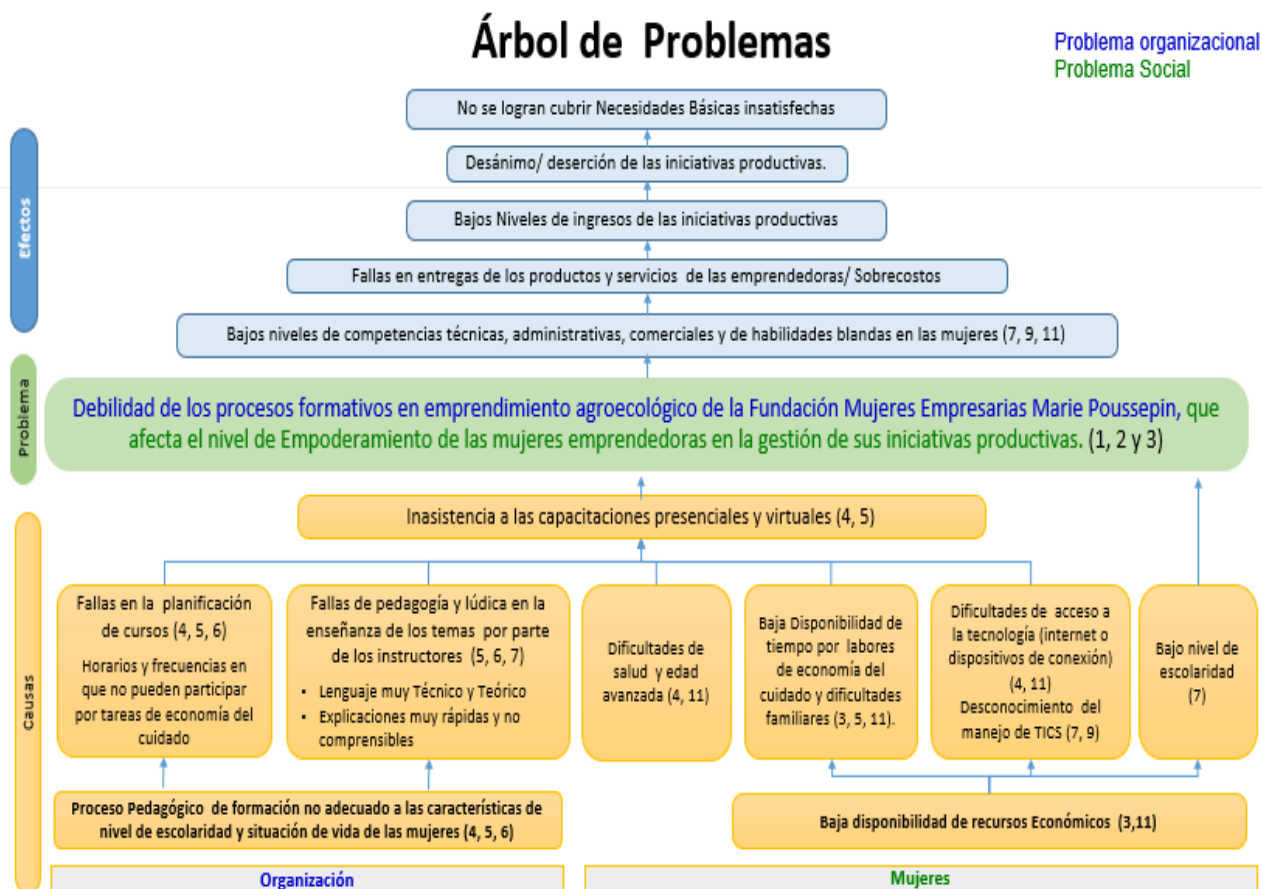 Árbol de Problemas
Problema organizacional
Problema Social
No se logran cubrir Necesidades Básicas insatisfechas
Desánimo/ deserción de las iniciativas productivas.
Bajos Niveles de ingresos de las iniciativas productivas
Fallas en entregas de los productos y servicios de las emprendedoras/ Sobrecostos
Bajos niveles de competencias técnicas, administrativas, comerciales y de habilidades blandas en las mujeres (7, 9, 11)
Efectos
Problema
Debilidad de los procesos formativos en emprendimiento agroecológico de la Fundación Mujeres Empresarias Marie Poussepin, que
afecta el nivel de Empoderamiento de las mujeres emprendedoras en la gestión de sus iniciativas productivas. (1, 2 y 3)
Causas
Inasistencia a las capacitaciones presenciales y virtuales (4, 5)
Fallas en la planificación
de cursos (4, 5, 6)
Horarios y frecuencias en
que no pueden participar
por tareas de economía del
cuidado
Fallas de pedagogía y lúdica en la
enseñanza de los temas por parte
de los instructores (5, 6, 7)
• Lenguaje muy Técnico y Teórico
• Explicaciones muy rápidas y no
comprensibles
Dificultades de
salud y edad
avanzada (4, 11)
Baja Disponibilidad de
tiempo por labores
de economía del
cuidado y dificultades
familiares (3, 5, 11).
Dificultades de acceso a
la tecnología (internet o
dispositivos de conexión)
(4, 11)
Desconocimiento del
manejo de TICS (7, 9)
Bajo nivel de
escolaridad
(7)
Proceso Pedagógico de formación no adecuado a las características de
nivel de escolaridad y situación de vida de las mujeres (4, 5, 6)
Baja disponibilidad de recursos Económicos (3,11)
Organización
Mujeres